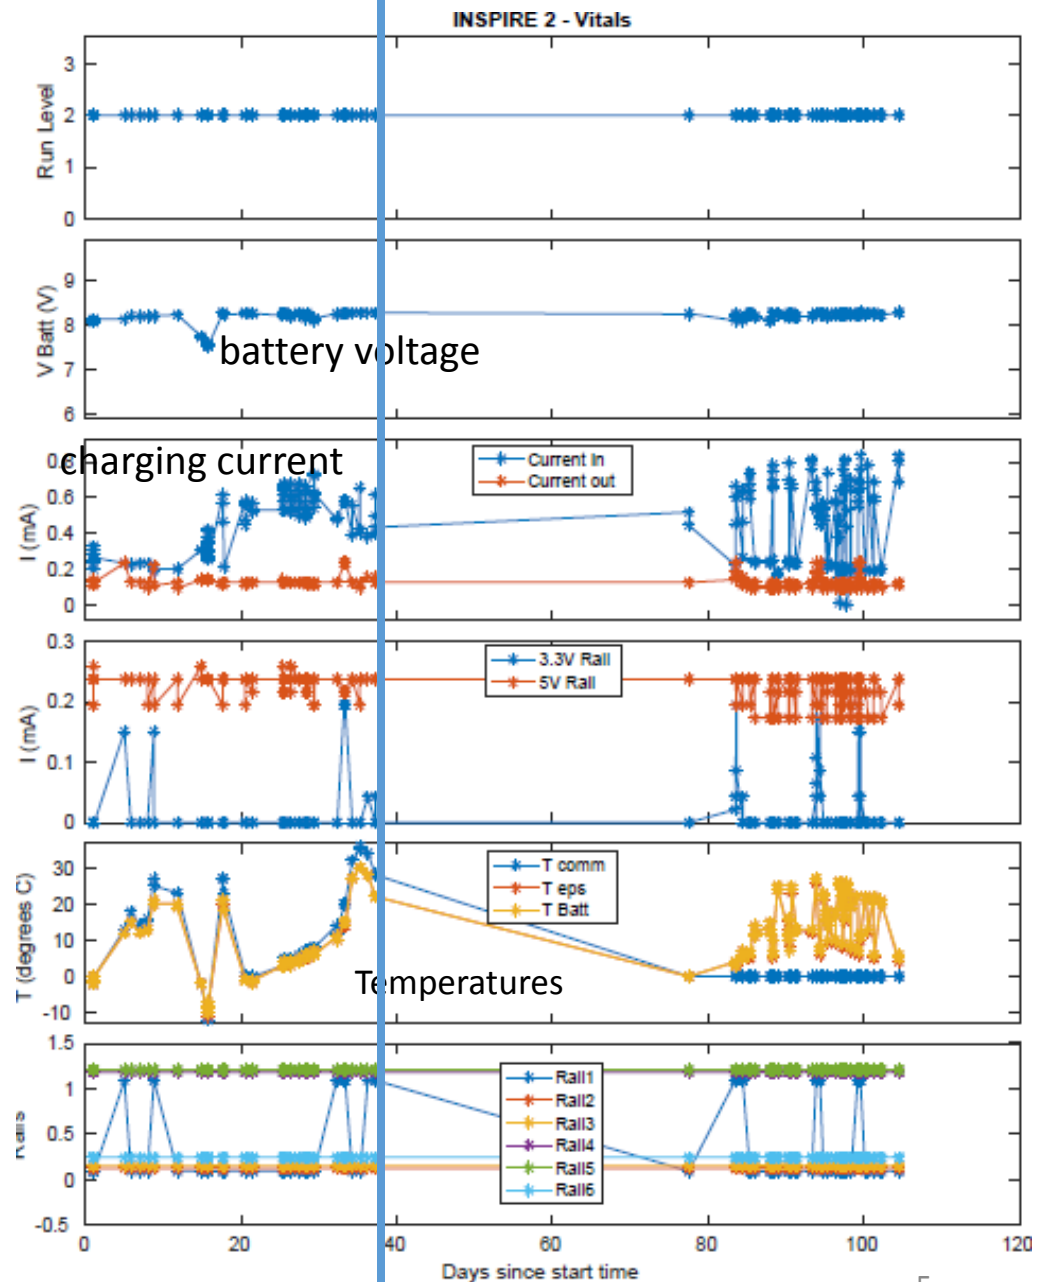 INSPIRE 2 - Vitals
3
2
1
0
Run Level
9
8
7
6
V Batt (V)
battery voltage
charging current
0.6
0.4
0.2
0
I (mA)
Current In
Current out
0.3
0.2
0.1
0
I (mA)
3.3V Rail
5V Rail
30
20
10
0
-10
T (degrees C)
T comm
T eps
T Batt
Temperatures
1.5
1
0.5
0
-0.5
Rail1
Rail2
Rail3
Rail4
Rail5
Rail6
0 20 40 60 80 100 120
Days since start time